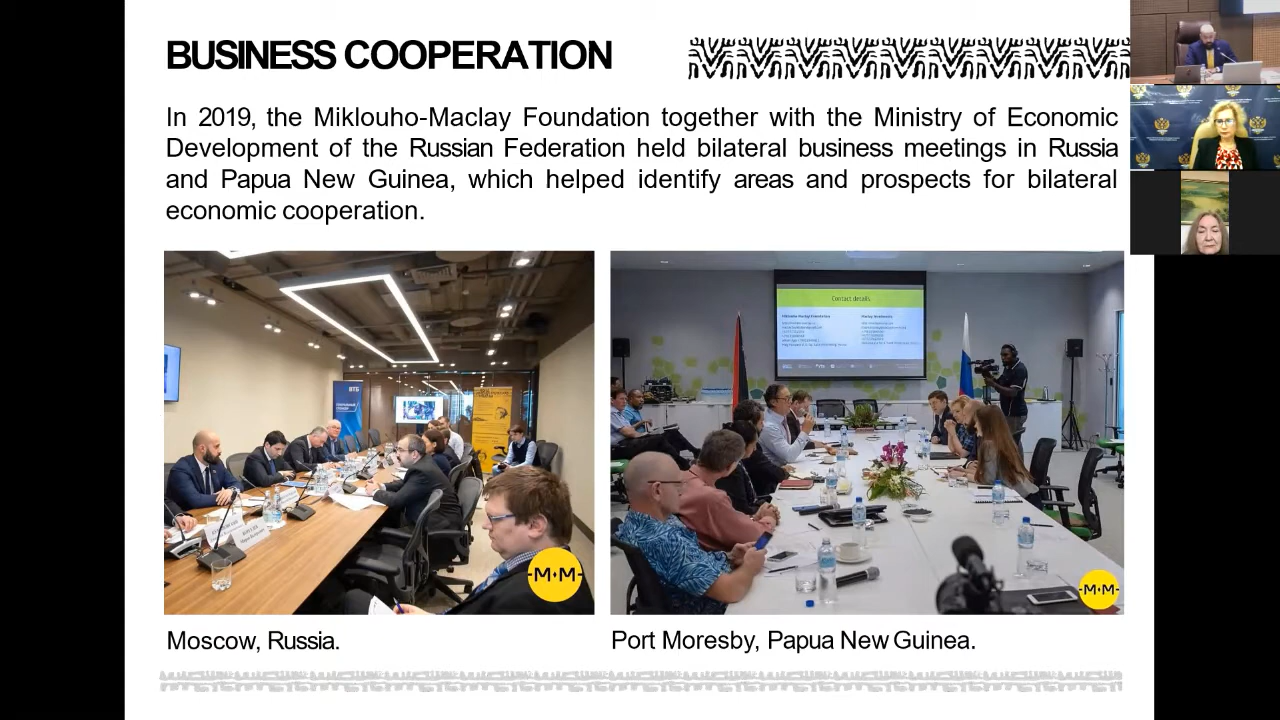 BUSINESS COOPERATION
In 2019, the Miklouho-Maclay Foundation together with the Ministry of Economic
Development of the Russian Federation held bilateral business meetings in Russia
and Papua New Guinea, which helped identify areas and prospects for bilateral
economic cooperation.
ВТБ
Contact details
M M
M M
Moscow, Russia.
Port Moresby, Papua New Guinea.